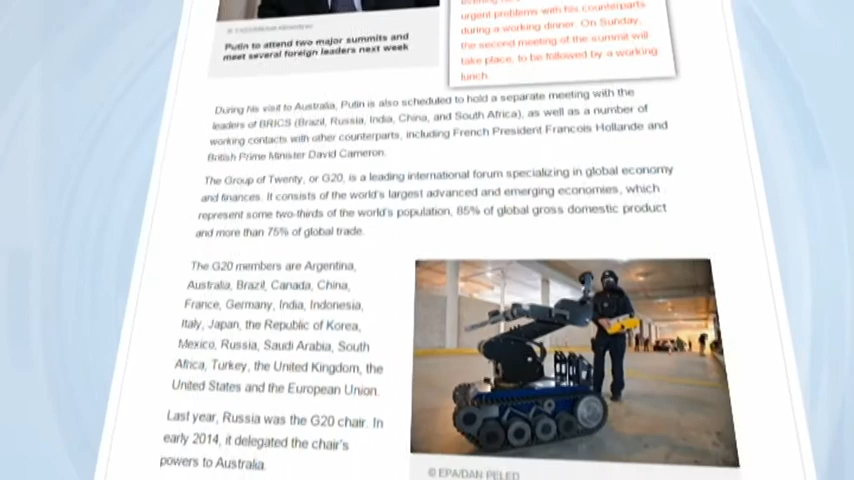 urgent problems with his counterparts
during a working dinner. On Sunday,
the second meeting of the summit will
take place, to be followed by a working
lunch.
Putin to attend two major summits and
meet several foreign leaders next week
During his visit to Australia, Putin is also scheduled to hold a separate meeting with the
leaders of BRICS (Brazil, Russia, India, China, and South Africa), as well as a number of
working contacts with other counterparts, including French President Francois Hollande and
British Prime Minister David Cameron.
The Group of Twenty, or G20, is a leading international forum specializing in global economy
and finances. It consists of the world's largest advanced and emerging economies, which
represent some two-thirds of the world's population, 85% of global gross domestic product
and more than 75% of global trade.
The G20 members are Argentina,
Australia, Brazil, Canada, China,
France, Germany, India, Indonesia,
Italy, Japan, the Republic of Korea,
Mexico, Russia, Saudi Arabia, South
Africa, Turkey, the United Kingdom, the
United States and the European Union.
Last year, Russia was the G20 chair. In
early 2014, it delegated the chair's
powers to Australia.
© EPA/DAN PELED